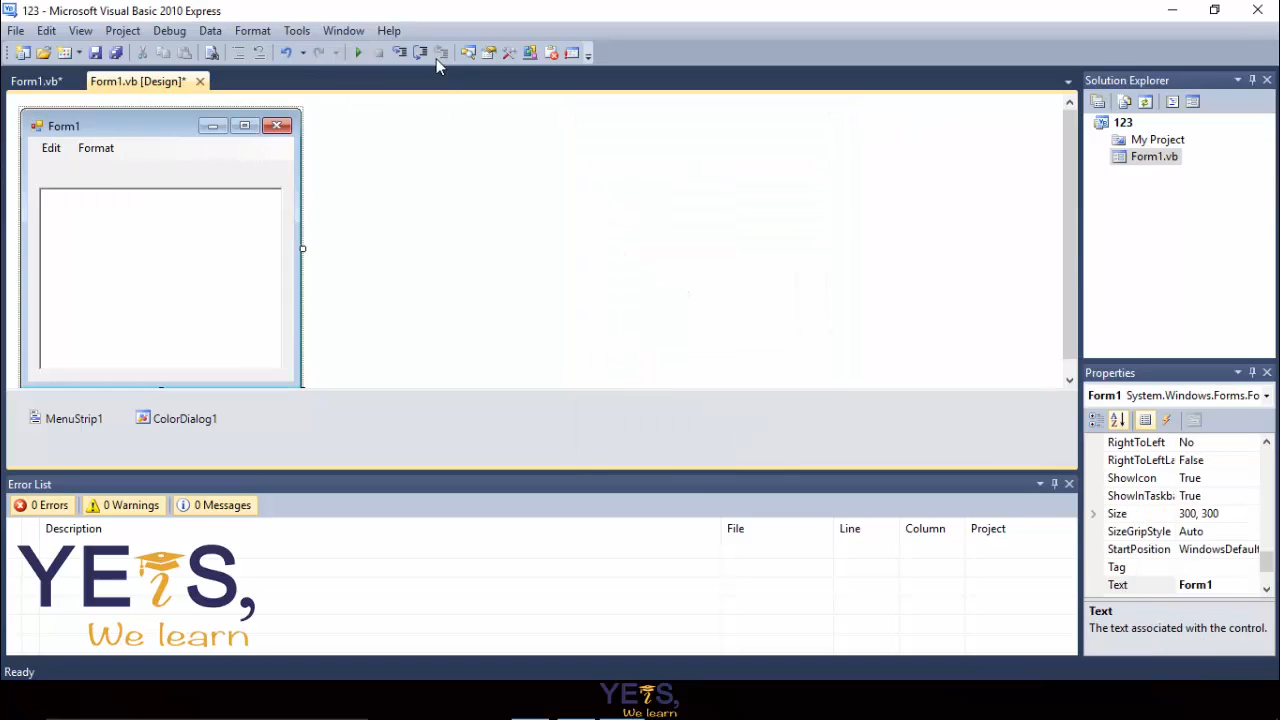 123 - Microsoft Visual Basic 2010 Express
File Edit View Project Debug Data Format Tools Window Help
Form1.vb* Form1.vb [Design]*
Form1
Edit Format
MenuStrip1 ColorDialog1
Error List
0 Errors 0 Warnings 0 Messages
Description File Line Column Project
YEiS,
We learn
Ready
Solution Explorer
123
My Project
Form1.vb
Properties
Form1 System.Windows.Forms.Fo
RightToLeft No
RightToLeftLa False
ShowIcon True
ShowInTaskba True
Size 300, 300
SizeGripStyle Auto
StartPosition WindowsDefault
Tag
Text Form1
Text
The text associated with the control.
YEiS,
We learn